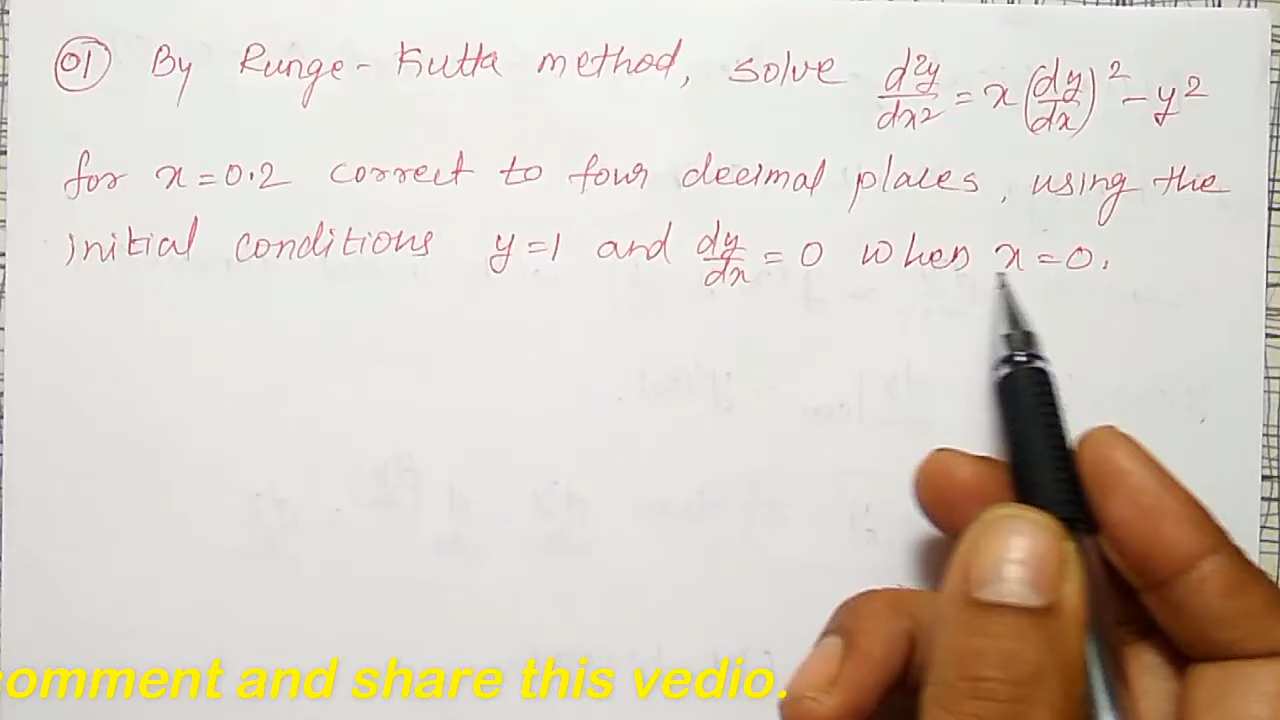 01 By Runge-Kutta method, solve d²y/dx² = x(dy/dx)² - y²
for x = 0.2 correct to four decimal places, using the
initial conditions y = 1 and dy/dx = 0 when x = 0.
comment and share this vedio.